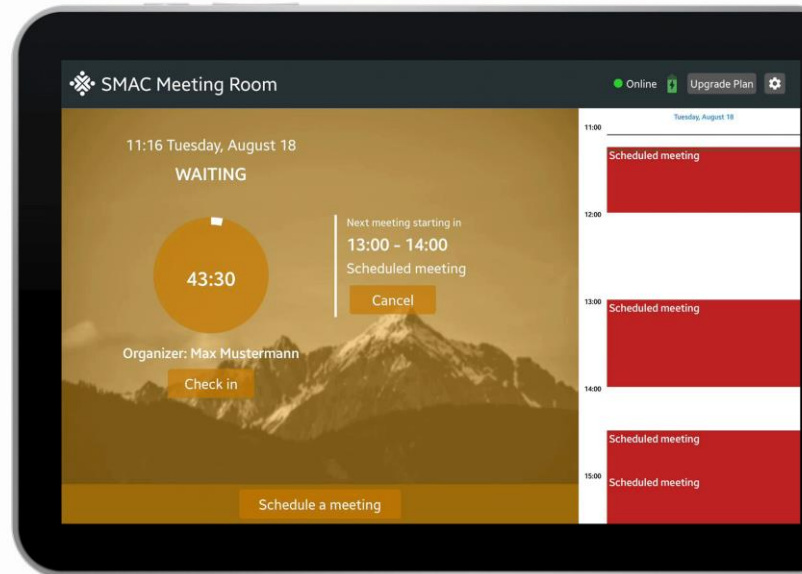 SMAC Meeting Room
Online
Upgrade Plan
11:16 Tuesday, August 18
WAITING
43:30
Organizer: Max Mustermann
Check in
Next meeting starting in
13:00 - 14:00
Scheduled meeting
Cancel
Schedule a meeting
Tuesday, August 18
11:00
Scheduled meeting
12:00
13:00
Scheduled meeting
14:00
Scheduled meeting
15:00
Scheduled meeting